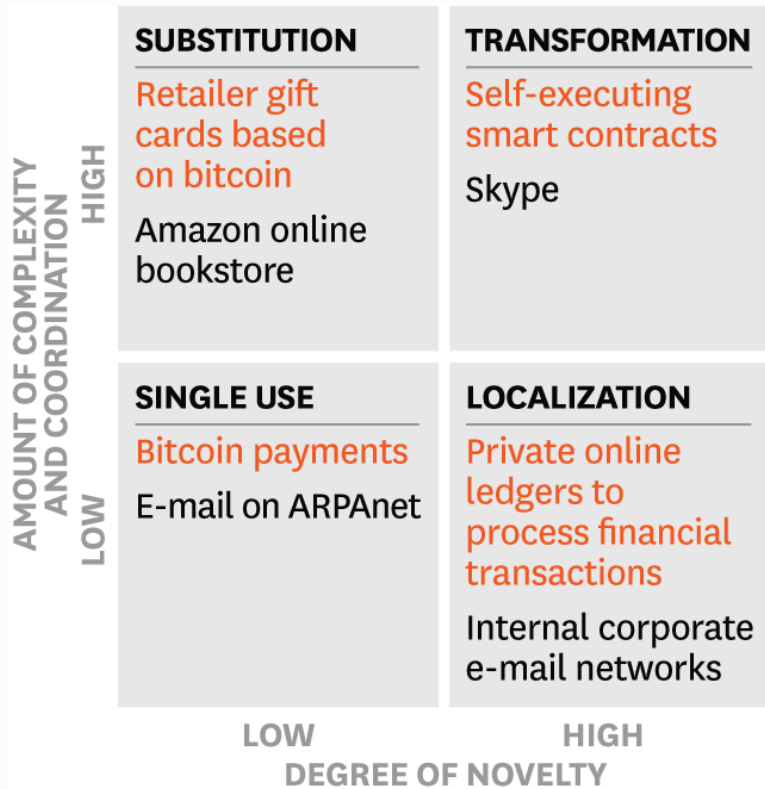 AMOUNT OF COMPLEXITY
AND COORDINATION
HIGH
LOW
SUBSTITUTION
Retailer gift
cards based
on bitcoin
Amazon online
bookstore
TRANSFORMATION
Self-executing
smart contracts
Skype
SINGLE USE
Bitcoin payments
E-mail on ARPAnet
LOCALIZATION
Private online
ledgers to
process financial
transactions
Internal corporate
e-mail networks
LOW
HIGH
DEGREE OF NOVELTY